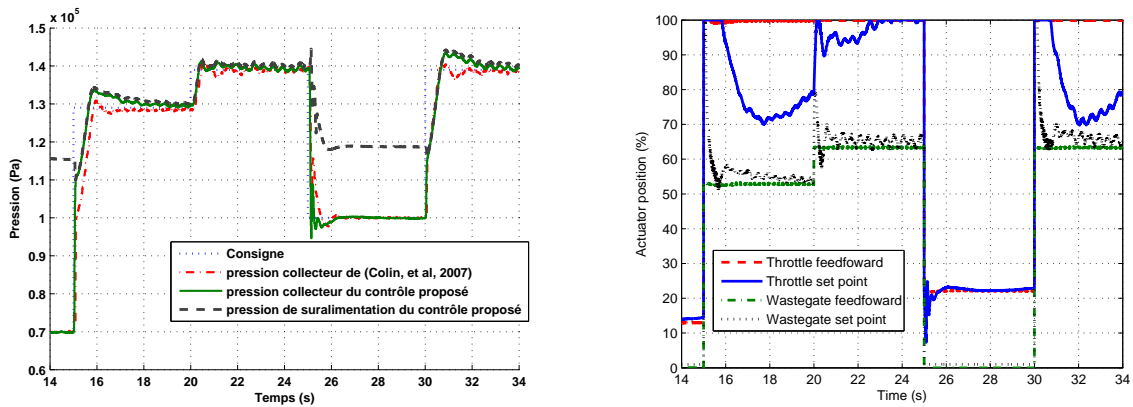 x 10⁵
1.5
1.4
1.3
1.2
1.1
1
0.9
0.8
0.7
0.6
Pression (Pa)
14 16 18 20 22 24 26 28 30 32 34
Temps (s)
Consigne
pression collecteur de (Colin, et al, 2007)
pression collecteur du contrôle proposé
pression de suralimentation du contrôle proposé
100
90
80
70
60
50
40
30
20
10
0
Actuator position (%)
14 16 18 20 22 24 26 28 30 32 34
Time (s)
Throttle feedfoward
Throttle set point
Wastegate feedfoward
Wastegate set point